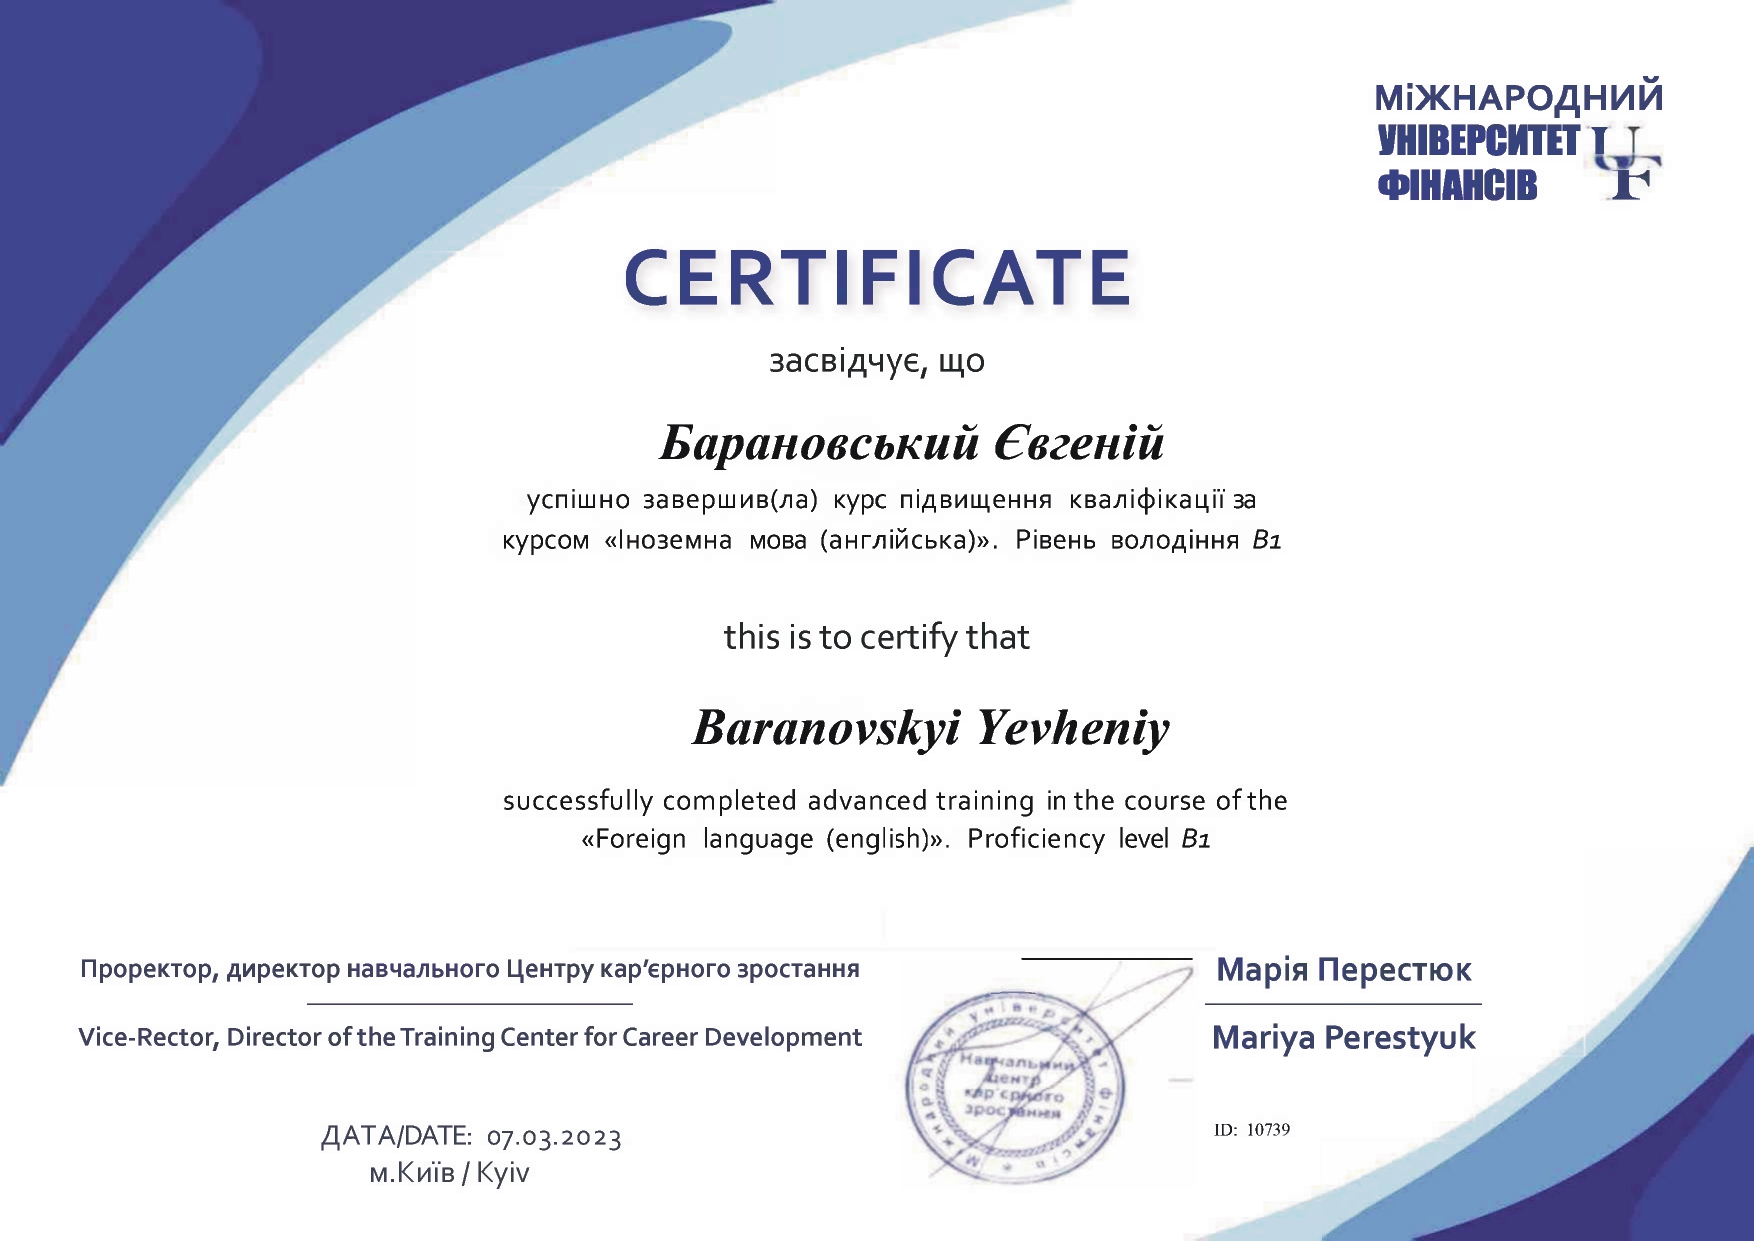 МіЖНАРОДНИЙ
УНІВЕРСИТЕТ
ФІНАНСІВ
UF
CERTIFICATE
засвідчує, що
Барановський Євгеній
успішно завершив(ла) курс підвищення кваліфікації за
курсом «Іноземна мова (англійська)». Рівень володіння B1
this is to certify that
Baranovskyi Yevheniy
successfully completed advanced training in the course of the
«Foreign language (english)». Proficiency level B1
Проректор, директор навчального Центру кар’єрного зростання
Vice-Rector, Director of the Training Center for Career Development
Міжнародний університет фінансів
Навчальний
Центр
кар'єрного
зростання
Марія Перестюк
Mariya Perestyuk
ДАТА/DATE: 07.03.2023
м.Київ / Kyiv
ID: 10739